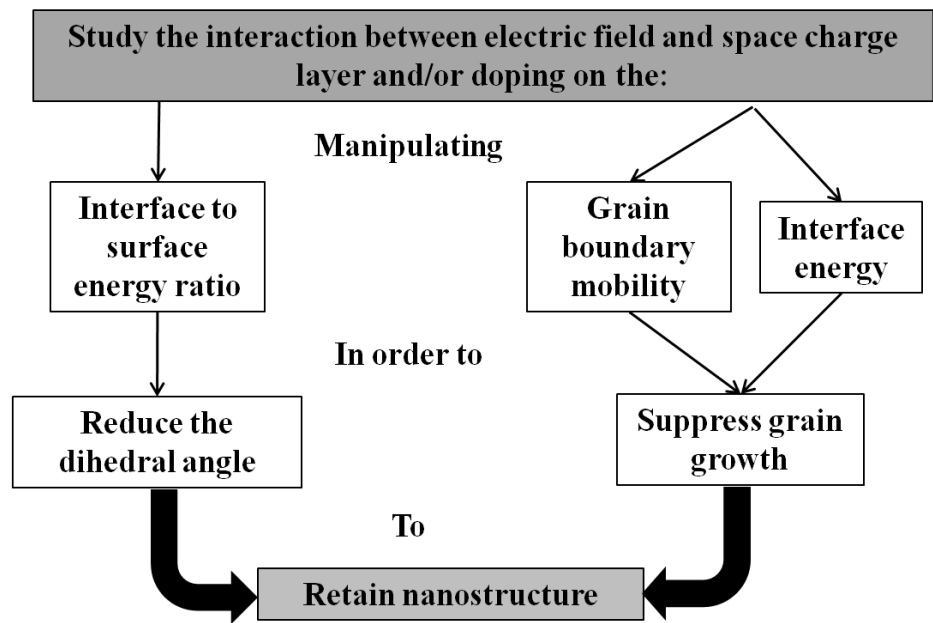 Study the interaction between electric field and space charge
layer and/or doping on the:
Manipulating
Interface to
surface
energy ratio
Grain
boundary
mobility
Interface
energy
In order to
Reduce the
dihedral angle
Suppress grain
growth
To
Retain nanostructure